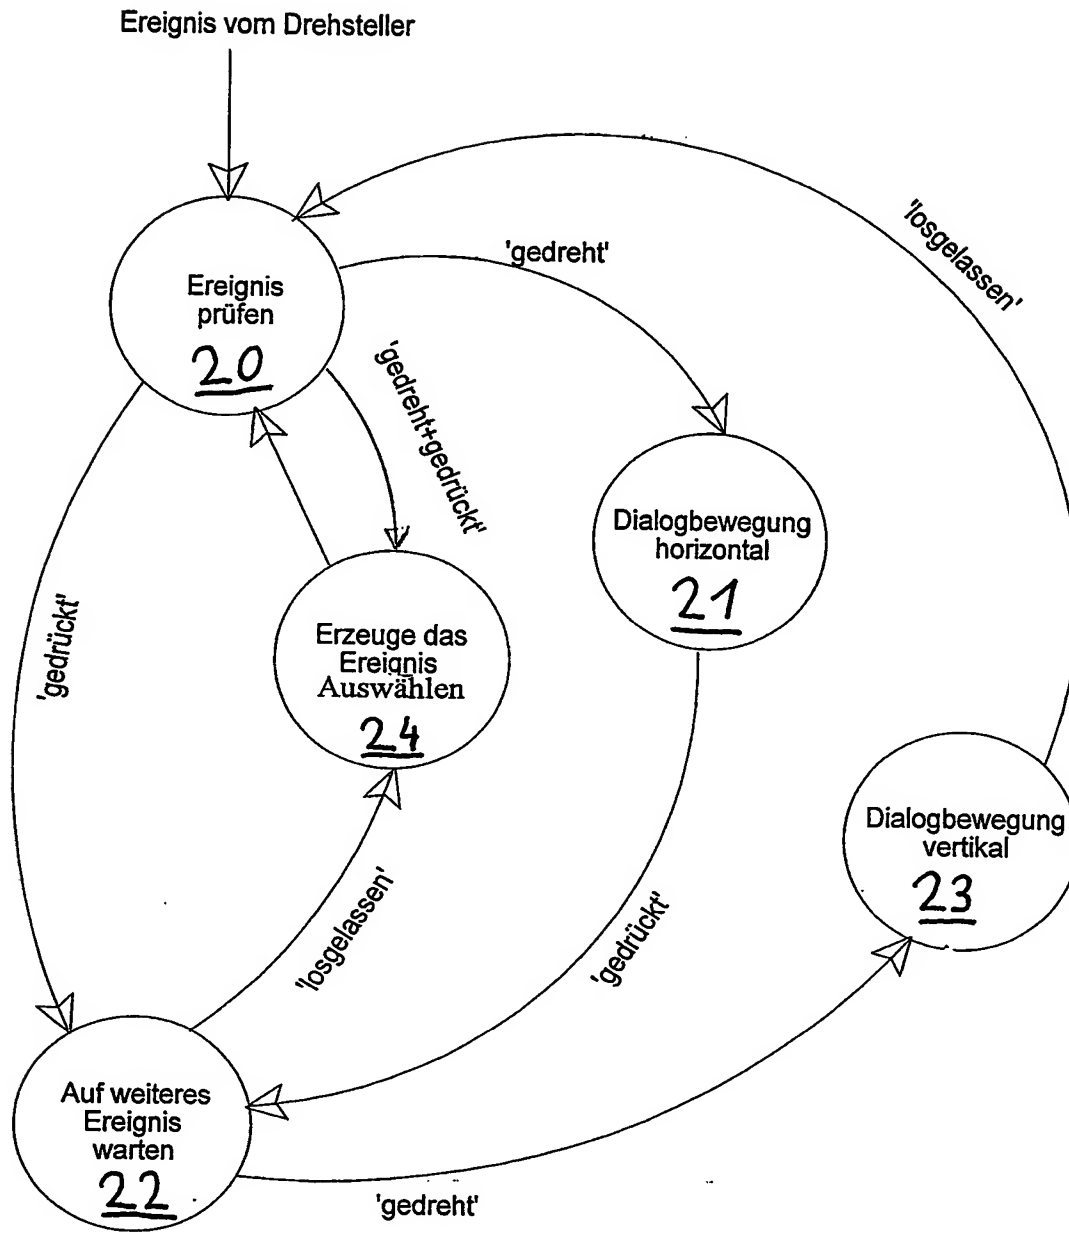 Ereignis vom Drehsteller
'losgelassen'
'gedreht'
Ereignis
prüfen
20
'gedreht+gedrückt'
Dialogbewegung
horizontal
21
'gedrückt'
Erzeuge das
Ereignis
Auswählen
24
Dialogbewegung
vertikal
23
'losgelassen'
'gedrückt'
Auf weiteres
Ereignis
warten
22
'gedreht'